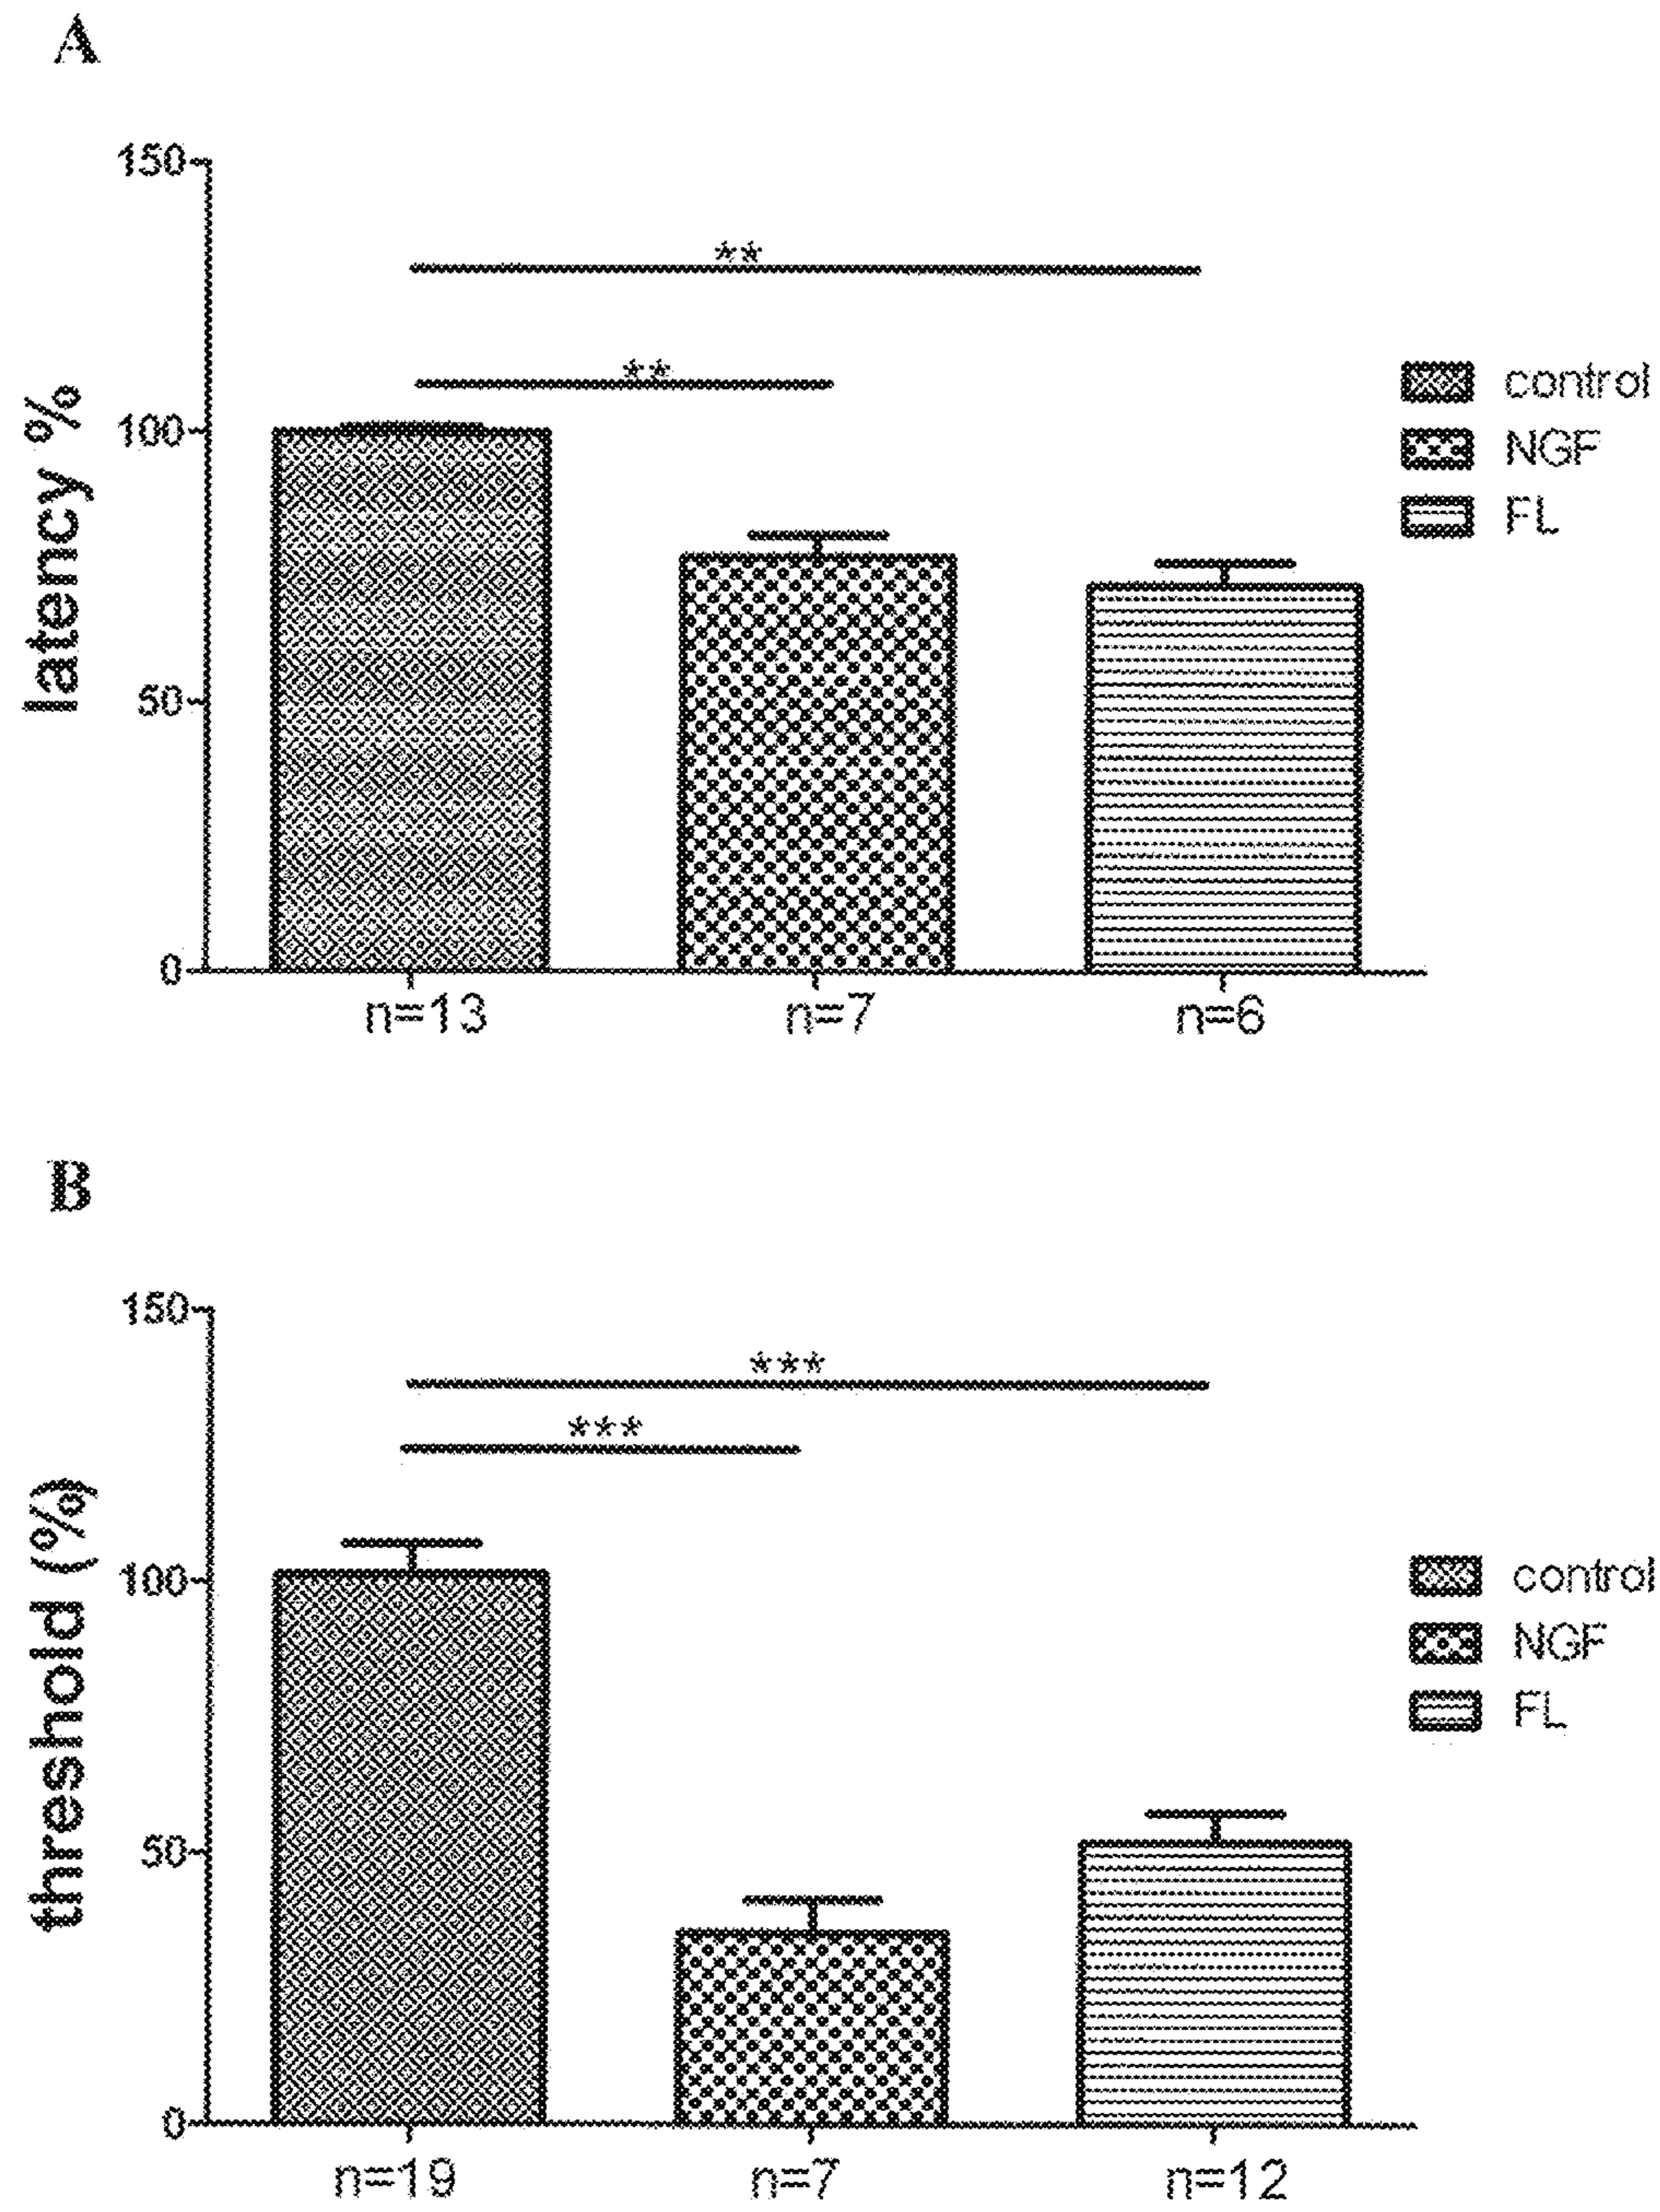 A
150
**
**
100
50
0
latency %
control
NGF
FL
n=13 n=7 n=6
B
150
***
***
100
50
0
threshold (%)
control
NGF
FL
n=19 n=7 n=12